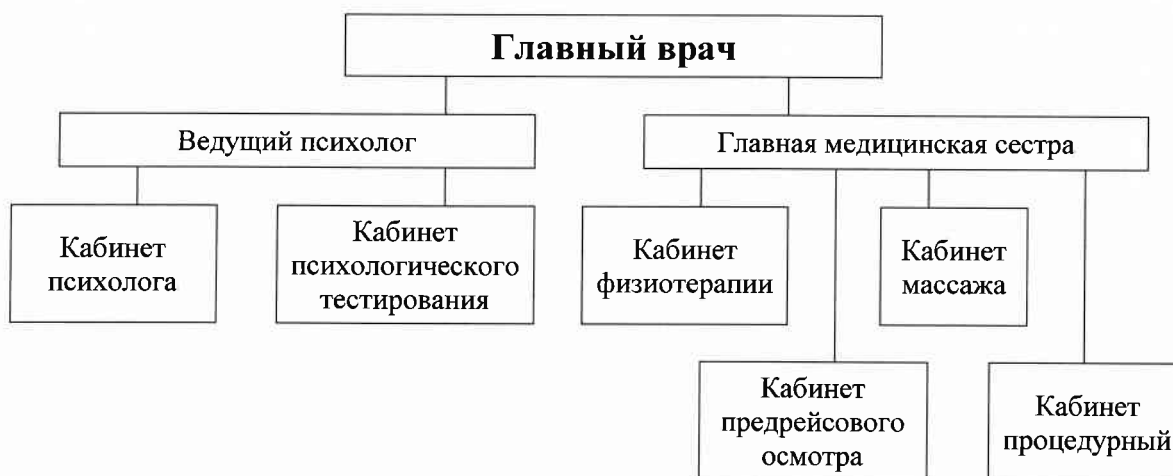 Главный врач
Ведущий психолог
Главная медицинская сестра
Кабинет
психолога
Кабинет
психологического
тестирования
Кабинет
физиотерапии
Кабинет
массажа
Кабинет
предрейсового
осмотра
Кабинет
процедурный